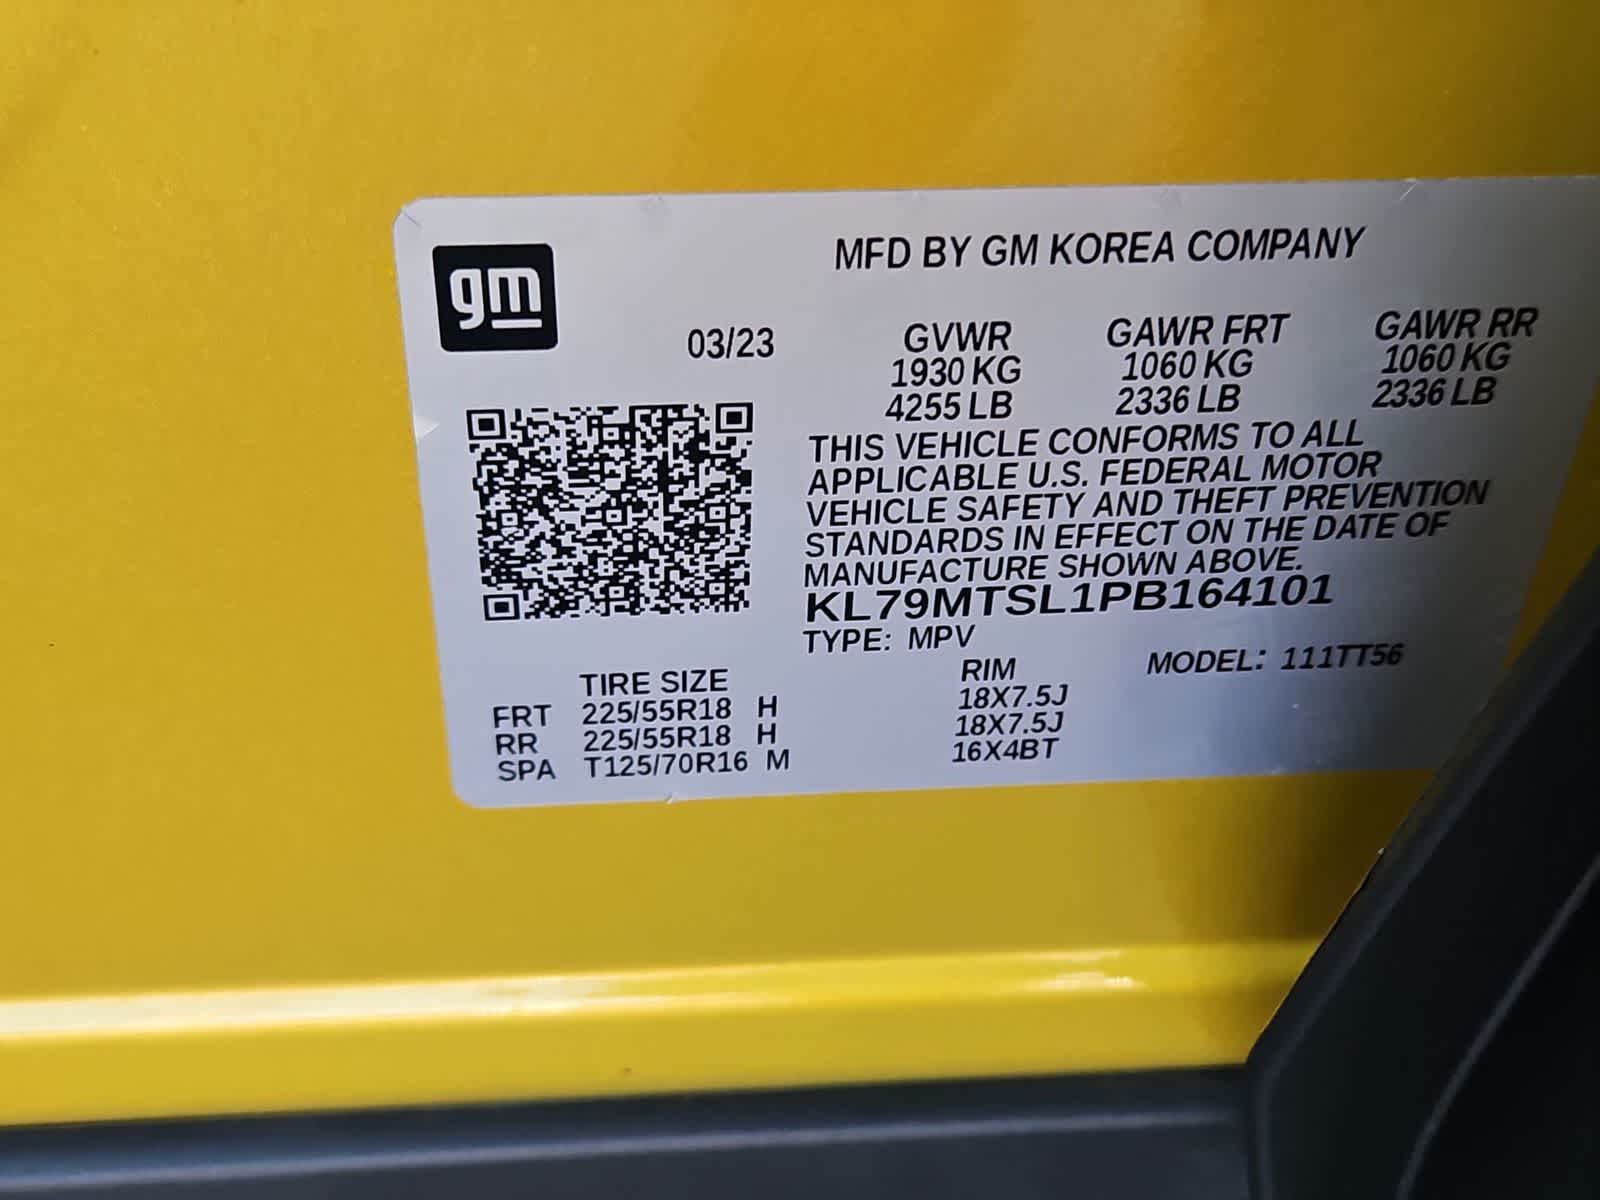 gm
MFD BY GM KOREA COMPANY
03/23
GVWR GAWR FRT GAWR RR
1930 KG 1060 KG 1060 KG
4255 LB 2336 LB 2336 LB
THIS VEHICLE CONFORMS TO ALL
APPLICABLE U.S. FEDERAL MOTOR
VEHICLE SAFETY AND THEFT PREVENTION
STANDARDS IN EFFECT ON THE DATE OF
MANUFACTURE SHOWN ABOVE.
KL79MTSL1PB164101
TYPE: MPV MODEL: 111TT56
TIRE SIZE RIM
FRT 225/55R18 H 18X7.5J
RR 225/55R18 H 18X7.5J
SPA T125/70R16 M 16X4BT